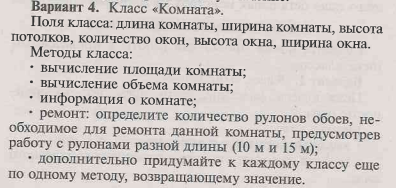 Вариант 4. Класс «Комната».
Поля класса: длина комнаты, ширина комнаты, высота
потолков, количество окон, высота окна, ширина окна.
Методы класса:
• вычисление площади комнаты;
• вычисление объема комнаты;
• информация о комнате;
• ремонт: определите количество рулонов обоев, не-
обходимое для ремонта данной комнаты, предусмотрев
работу с рулонами разной длины (10 м и 15 м);
• дополнительно придумайте к каждому классу еще
по одному методу, возвращающему значение.